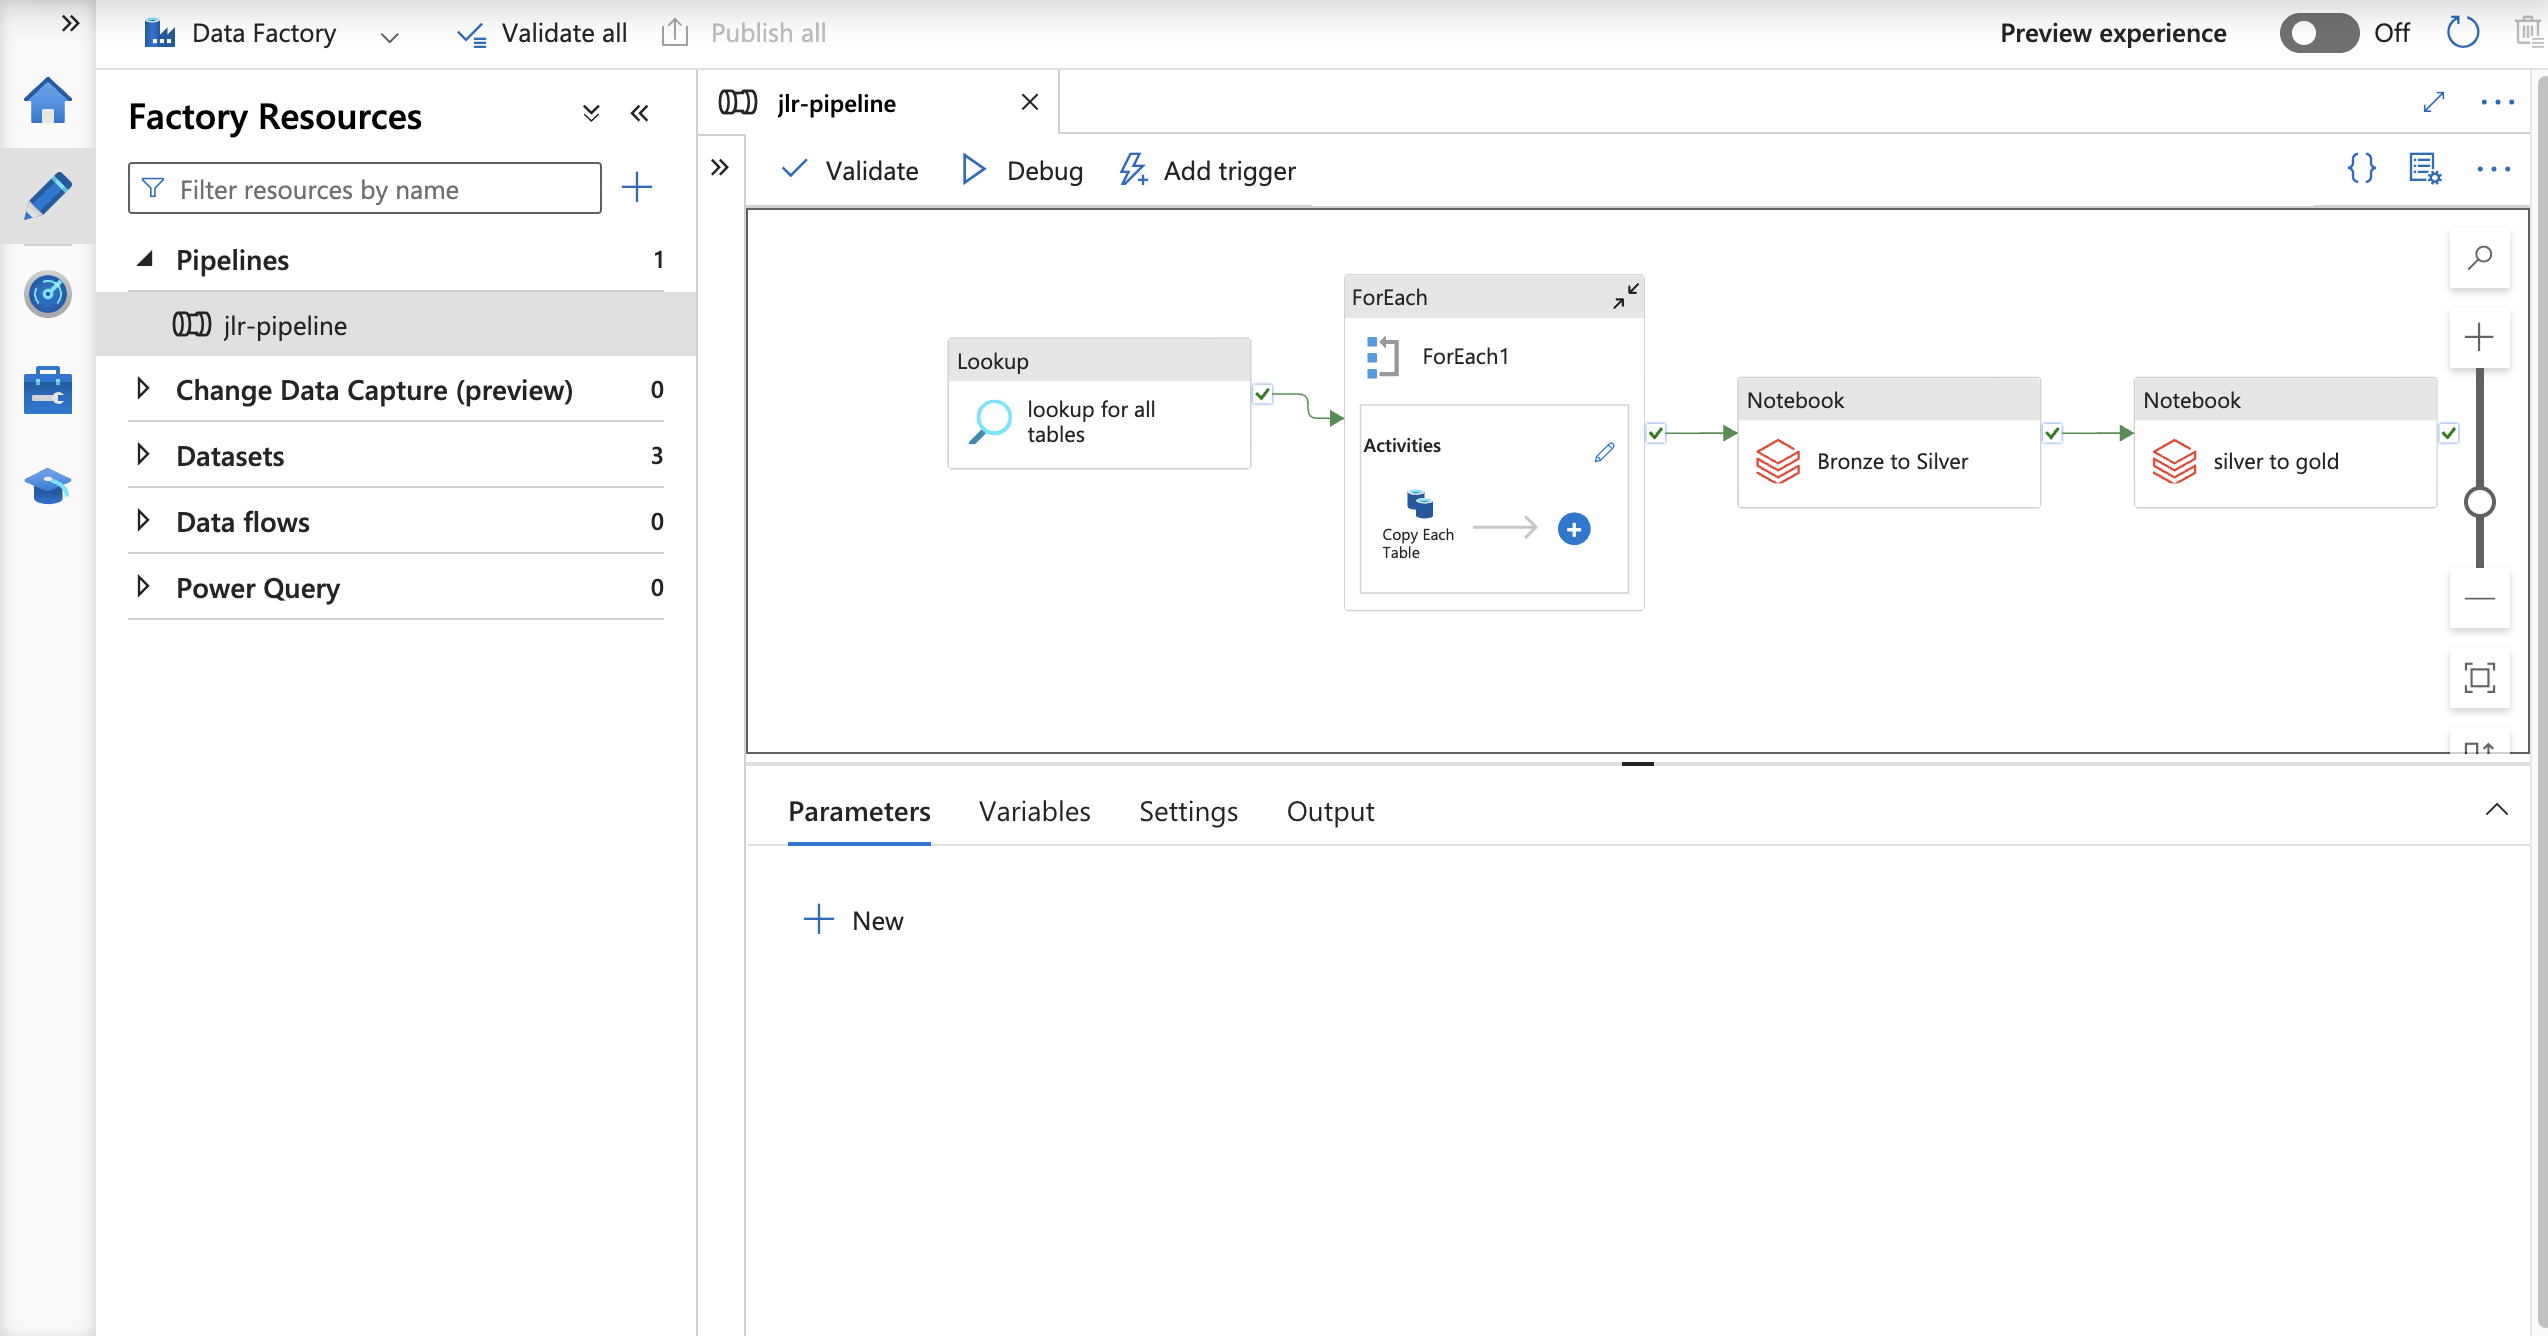 Data Factory
Validate all
Publish all
Preview experience
Off
Factory Resources
Filter resources by name
Pipelines 1
jlr-pipeline
Change Data Capture (preview) 0
Datasets 3
Data flows 0
Power Query 0
jlr-pipeline
Validate
Debug
Add trigger
Lookup
lookup for all
tables
ForEach
ForEach1
Activities
Copy Each
Table
Notebook
Bronze to Silver
Notebook
silver to gold
Parameters
Variables
Settings
Output
New